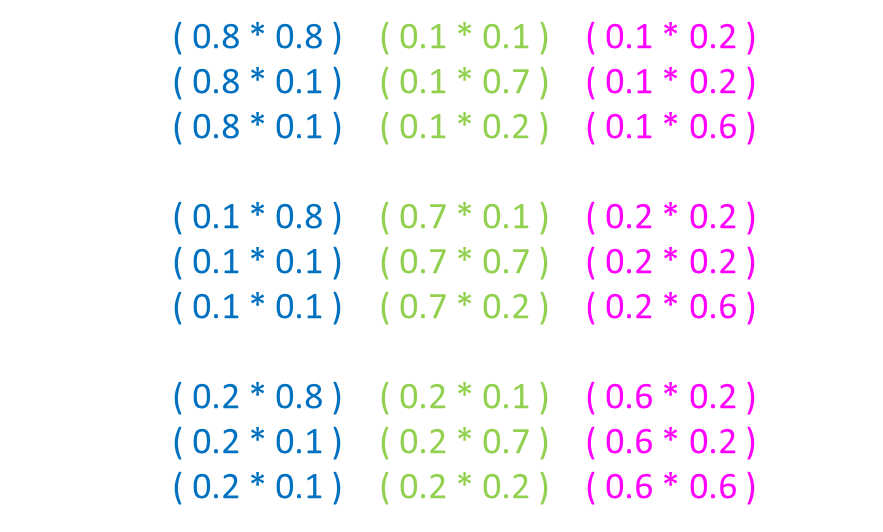 ( 0.8 * 0.8 ) ( 0.1 * 0.1 ) ( 0.1 * 0.2 )
( 0.8 * 0.1 ) ( 0.1 * 0.7 ) ( 0.1 * 0.2 )
( 0.8 * 0.1 ) ( 0.1 * 0.2 ) ( 0.1 * 0.6 )
( 0.1 * 0.8 ) ( 0.7 * 0.1 ) ( 0.2 * 0.2 )
( 0.1 * 0.1 ) ( 0.7 * 0.7 ) ( 0.2 * 0.2 )
( 0.1 * 0.1 ) ( 0.7 * 0.2 ) ( 0.2 * 0.6 )
( 0.2 * 0.8 ) ( 0.2 * 0.1 ) ( 0.6 * 0.2 )
( 0.2 * 0.1 ) ( 0.2 * 0.7 ) ( 0.6 * 0.2 )
( 0.2 * 0.1 ) ( 0.2 * 0.2 ) ( 0.6 * 0.6 )